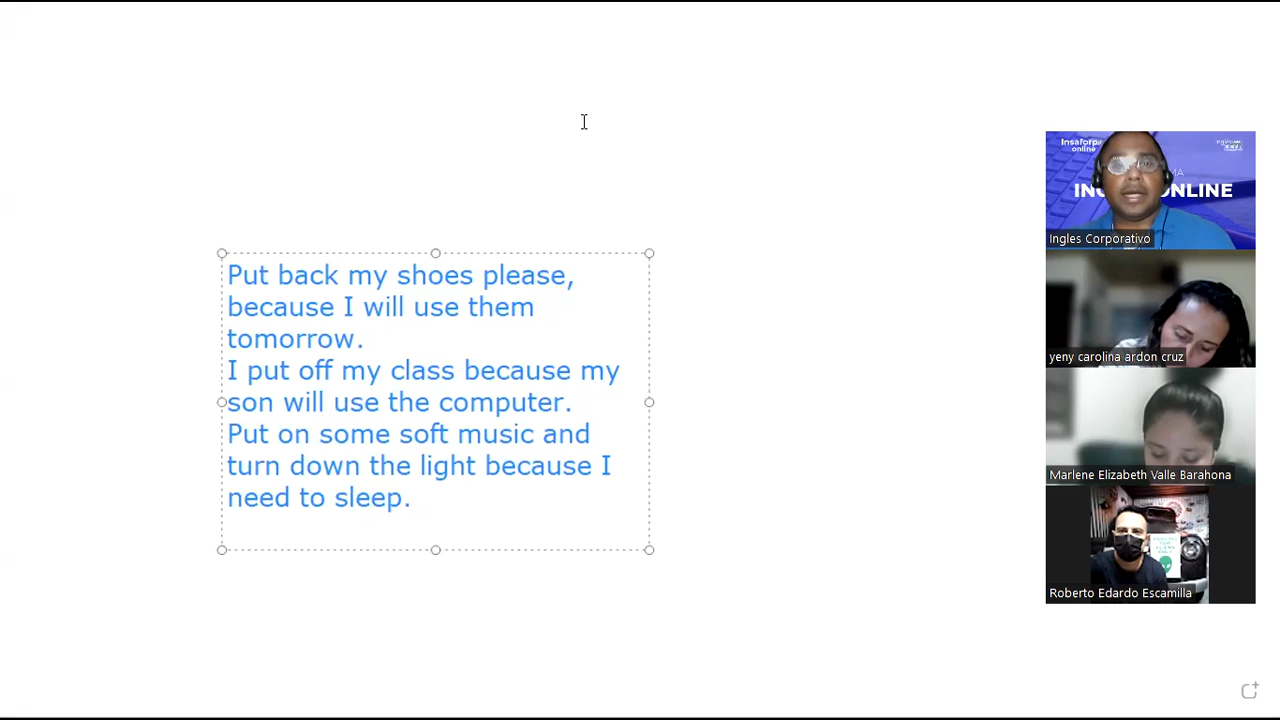 Put back my shoes please,
because I will use them
tomorrow.
I put off my class because my
son will use the computer.
Put on some soft music and
turn down the light because I
need to sleep.
online
ONLINE
Ingles Corporativo
yeny carolina ardon cruz
Marlene Elizabeth Valle Barahona
Roberto Edardo Escamilla